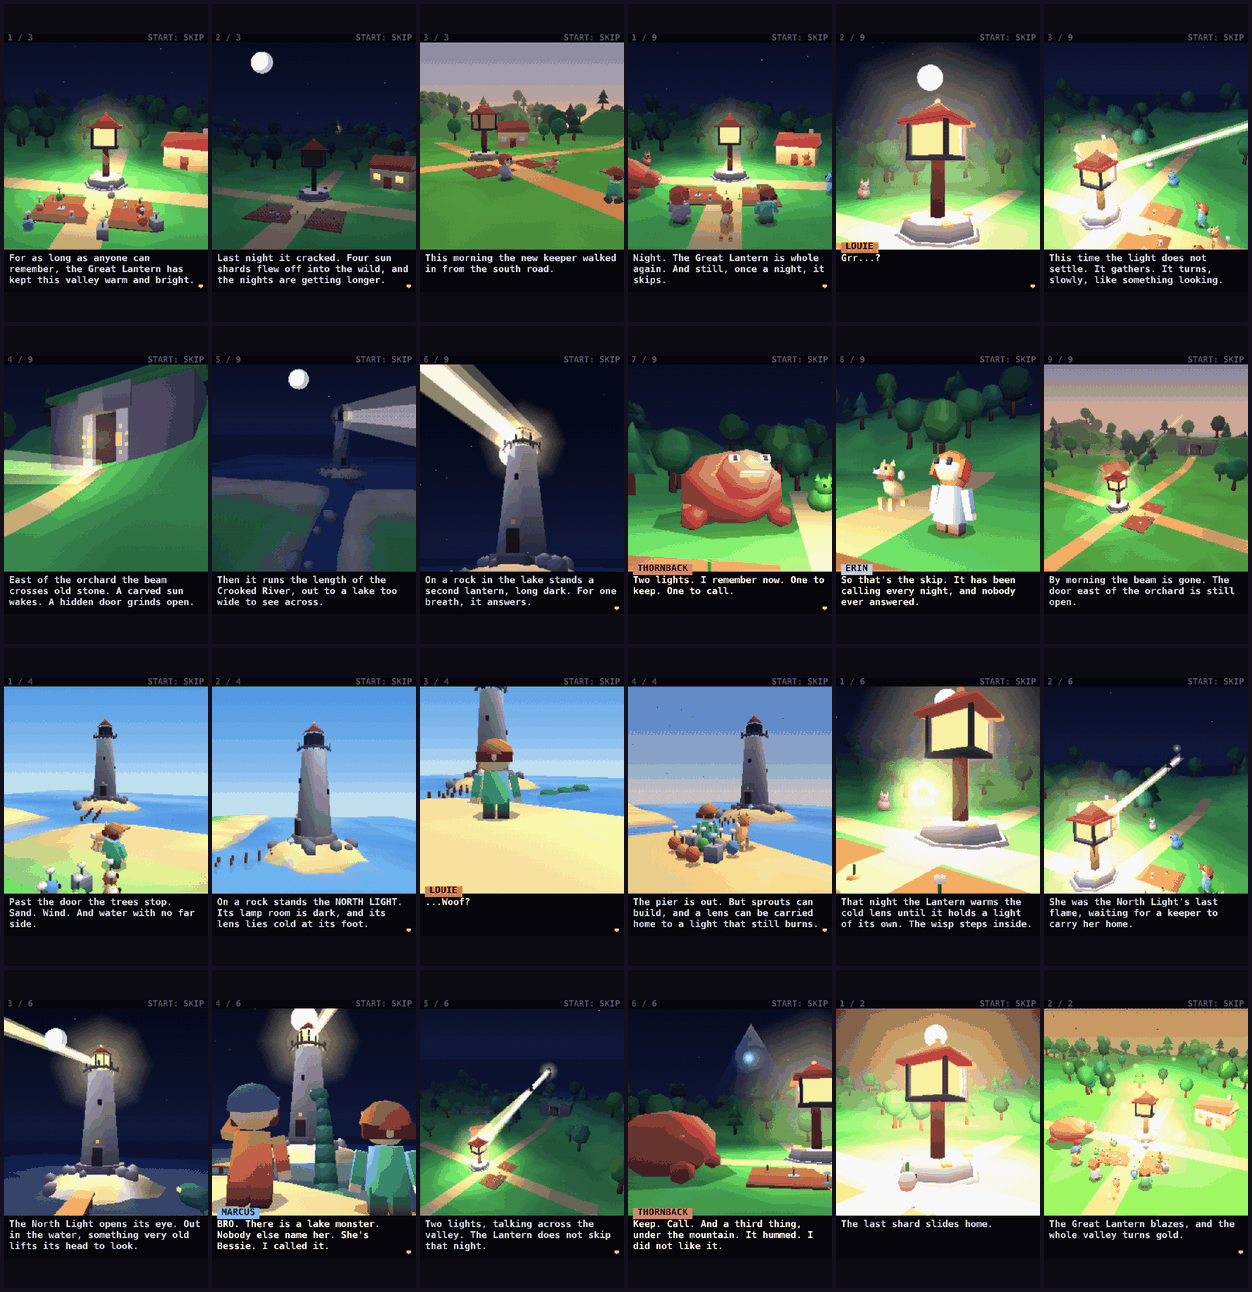 1 / 3 START: SKIP
For as long as anyone can
remember, the Great Lantern has
kept this valley warm and bright.
2 / 3 START: SKIP
Last night it cracked. Four sun
shards flew off into the wild, and
the nights are getting longer.
3 / 3 START: SKIP
This morning the new keeper walked
in from the south road.
1 / 9 START: SKIP
Night. The Great Lantern is whole
again. And still, once a night, it
skips.
2 / 9 START: SKIP
LOUIE
Grr...?
3 / 9 START: SKIP
This time the light does not
settle. It gathers. It turns,
slowly, like something looking.
4 / 9 START: SKIP
East of the orchard the beam
crosses old stone. A carved sun
wakes. A hidden door grinds open.
5 / 9 START: SKIP
Then it runs the length of the
Crooked River, out to a lake too
wide to see across.
6 / 9 START: SKIP
On a rock in the lake stands a
second lantern, long dark. For one
breath, it answers.
7 / 9 START: SKIP
THORNBACK
Two lights. I remember now. One to
keep. One to call.
8 / 9 START: SKIP
ERIN
So that's the skip. It has been
calling every night, and nobody
ever answered.
9 / 9 START: SKIP
By morning the beam is gone. The
door east of the orchard is still
open.
1 / 4 START: SKIP
Past the door the trees stop.
Sand. Wind. And water with no far
side.
2 / 4 START: SKIP
On a rock stands the NORTH LIGHT.
Its lamp room is dark, and its
lens lies cold at its foot.
3 / 4 START: SKIP
LOUIE
...Woof?
4 / 4 START: SKIP
The pier is out. But sprouts can
build, and a lens can be carried
home to a light that still burns.
1 / 6 START: SKIP
That night the Lantern warms the
cold lens until it holds a light
of its own. The wisp steps inside.
2 / 6 START: SKIP
She was the North Light's last
flame, waiting for a keeper to
carry her home.
3 / 6 START: SKIP
The North Light opens its eye. Out
in the water, something very old
lifts its head to look.
4 / 6 START: SKIP
MARCUS
BRO. There is a lake monster.
Nobody else name her. She's
Bessie. I called it.
5 / 6 START: SKIP
Two lights, talking across the
valley. The Lantern does not skip
that night.
6 / 6 START: SKIP
THORNBACK
Keep. Call. And a third thing,
under the mountain. It hummed. I
did not like it.
1 / 2 START: SKIP
The last shard slides home.
2 / 2 START: SKIP
The Great Lantern blazes, and the
whole valley turns gold.